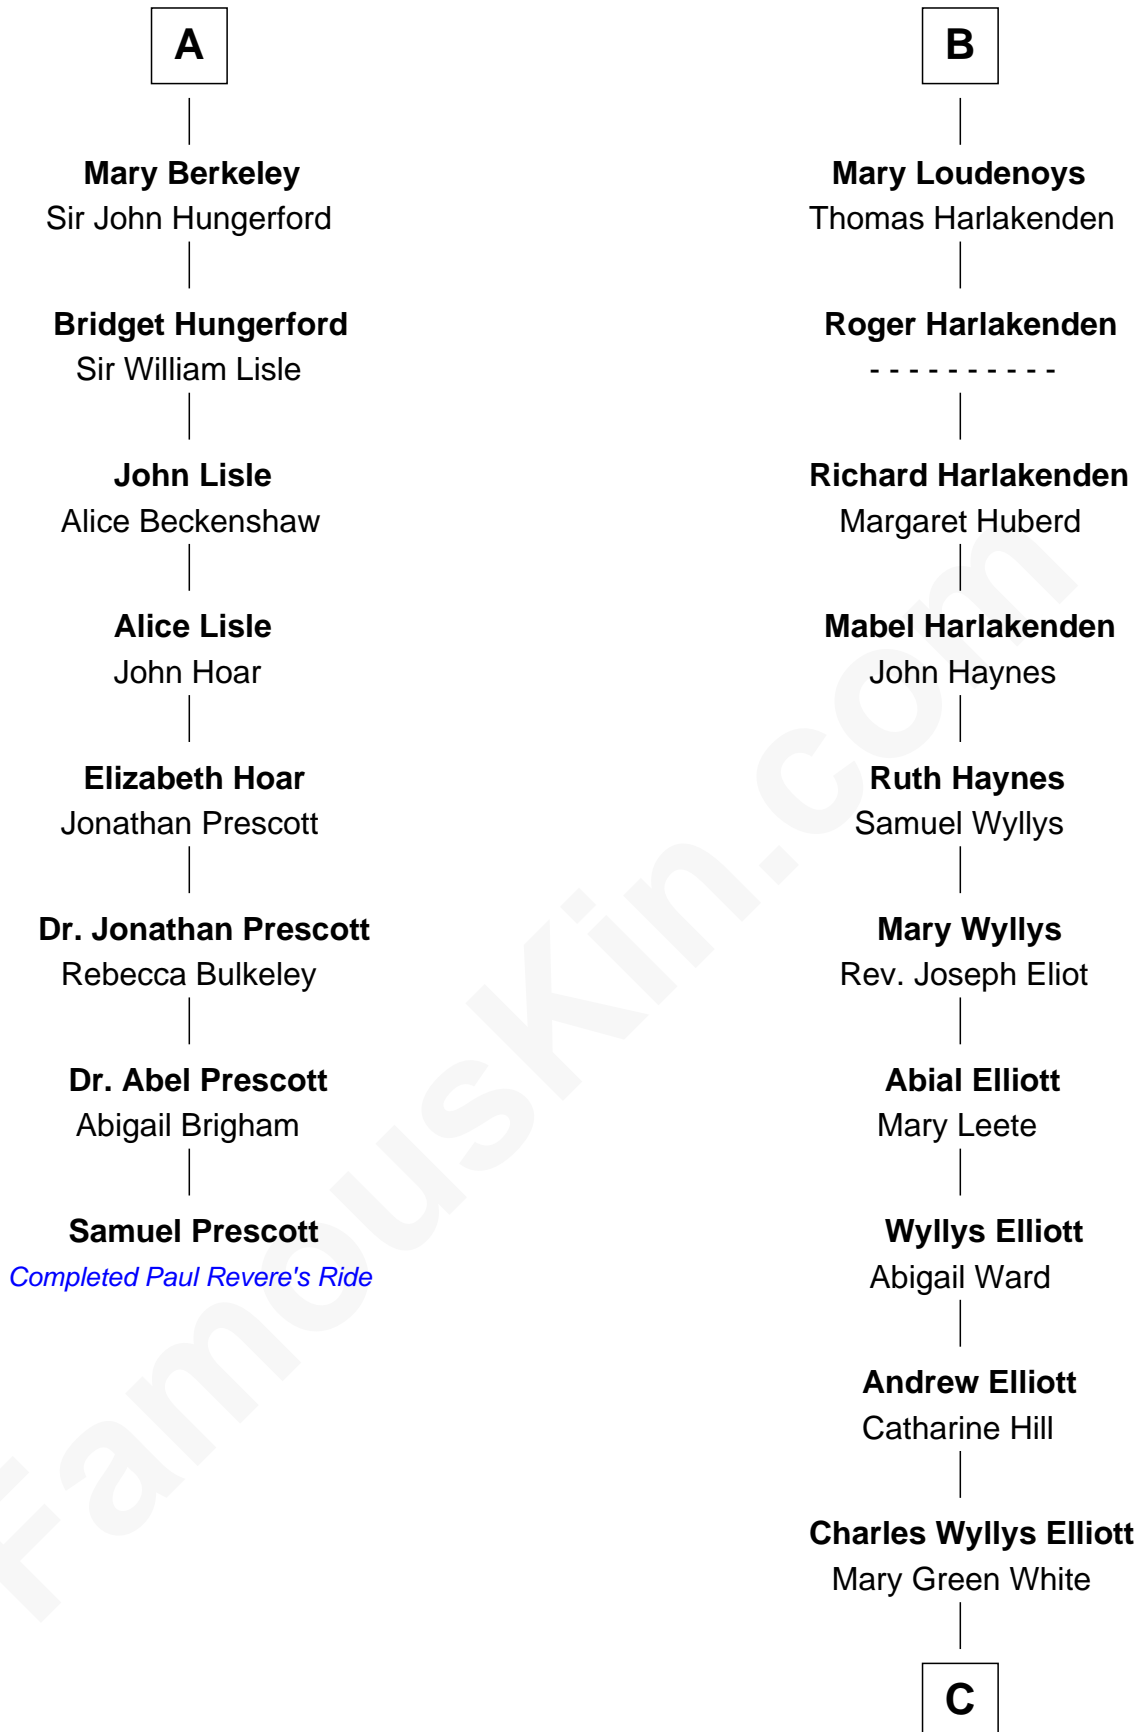 A
Mary Berkeley
Sir John Hungerford
Bridget Hungerford
Sir William Lisle
John Lisle
Alice Beckenshaw
Alice Lisle
John Hoar
Elizabeth Hoar
Jonathan Prescott
Dr. Jonathan Prescott
Rebecca Bulkeley
Dr. Abel Prescott
Abigail Brigham
Samuel Prescott
Completed Paul Revere's Ride
B
Mary Loudenoys
Thomas Harlakenden
Roger Harlakenden
- - - - - - - - - -
Richard Harlakenden
Margaret Huberd
Mabel Harlakenden
John Haynes
Ruth Haynes
Samuel Wyllys
Mary Wyllys
Rev. Joseph Eliot
Abial Elliott
Mary Leete
Wyllys Elliott
Abigail Ward
Andrew Elliott
Catharine Hill
Charles Wyllys Elliott
Mary Green White
C
FamousKin.com